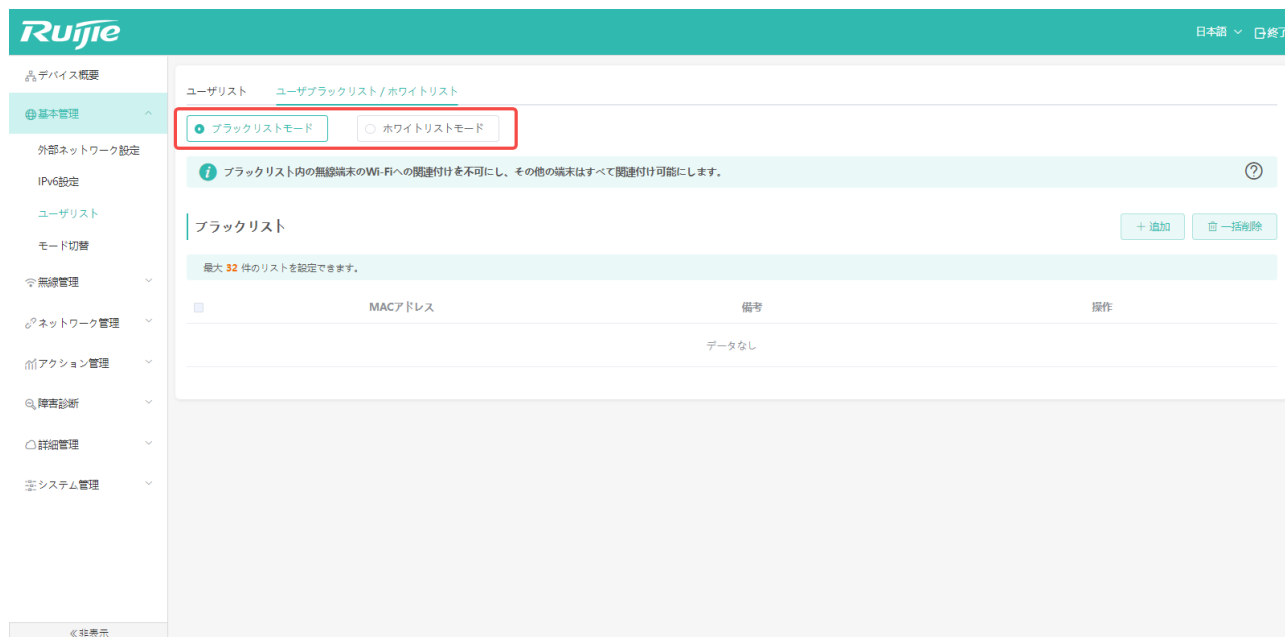 Ruijie
日本語
終了
デバイス概要
基本管理
外部ネットワーク設定
IPv6設定
ユーザリスト
モード切替
無線管理
ネットワーク管理
アクション管理
障害診断
詳細管理
システム管理
≪非表示
ユーザリスト ユーザブラックリスト / ホワイトリスト
ブラックリストモード ホワイトリストモード
ブラックリスト内の無線端末のWi-Fiへの関連付けを不可にし、その他の端末はすべて関連付け可能にします。
ブラックリスト
+ 追加 一括削除
最大 32 件のリストを設定できます。
MACアドレス 備考 操作
データなし